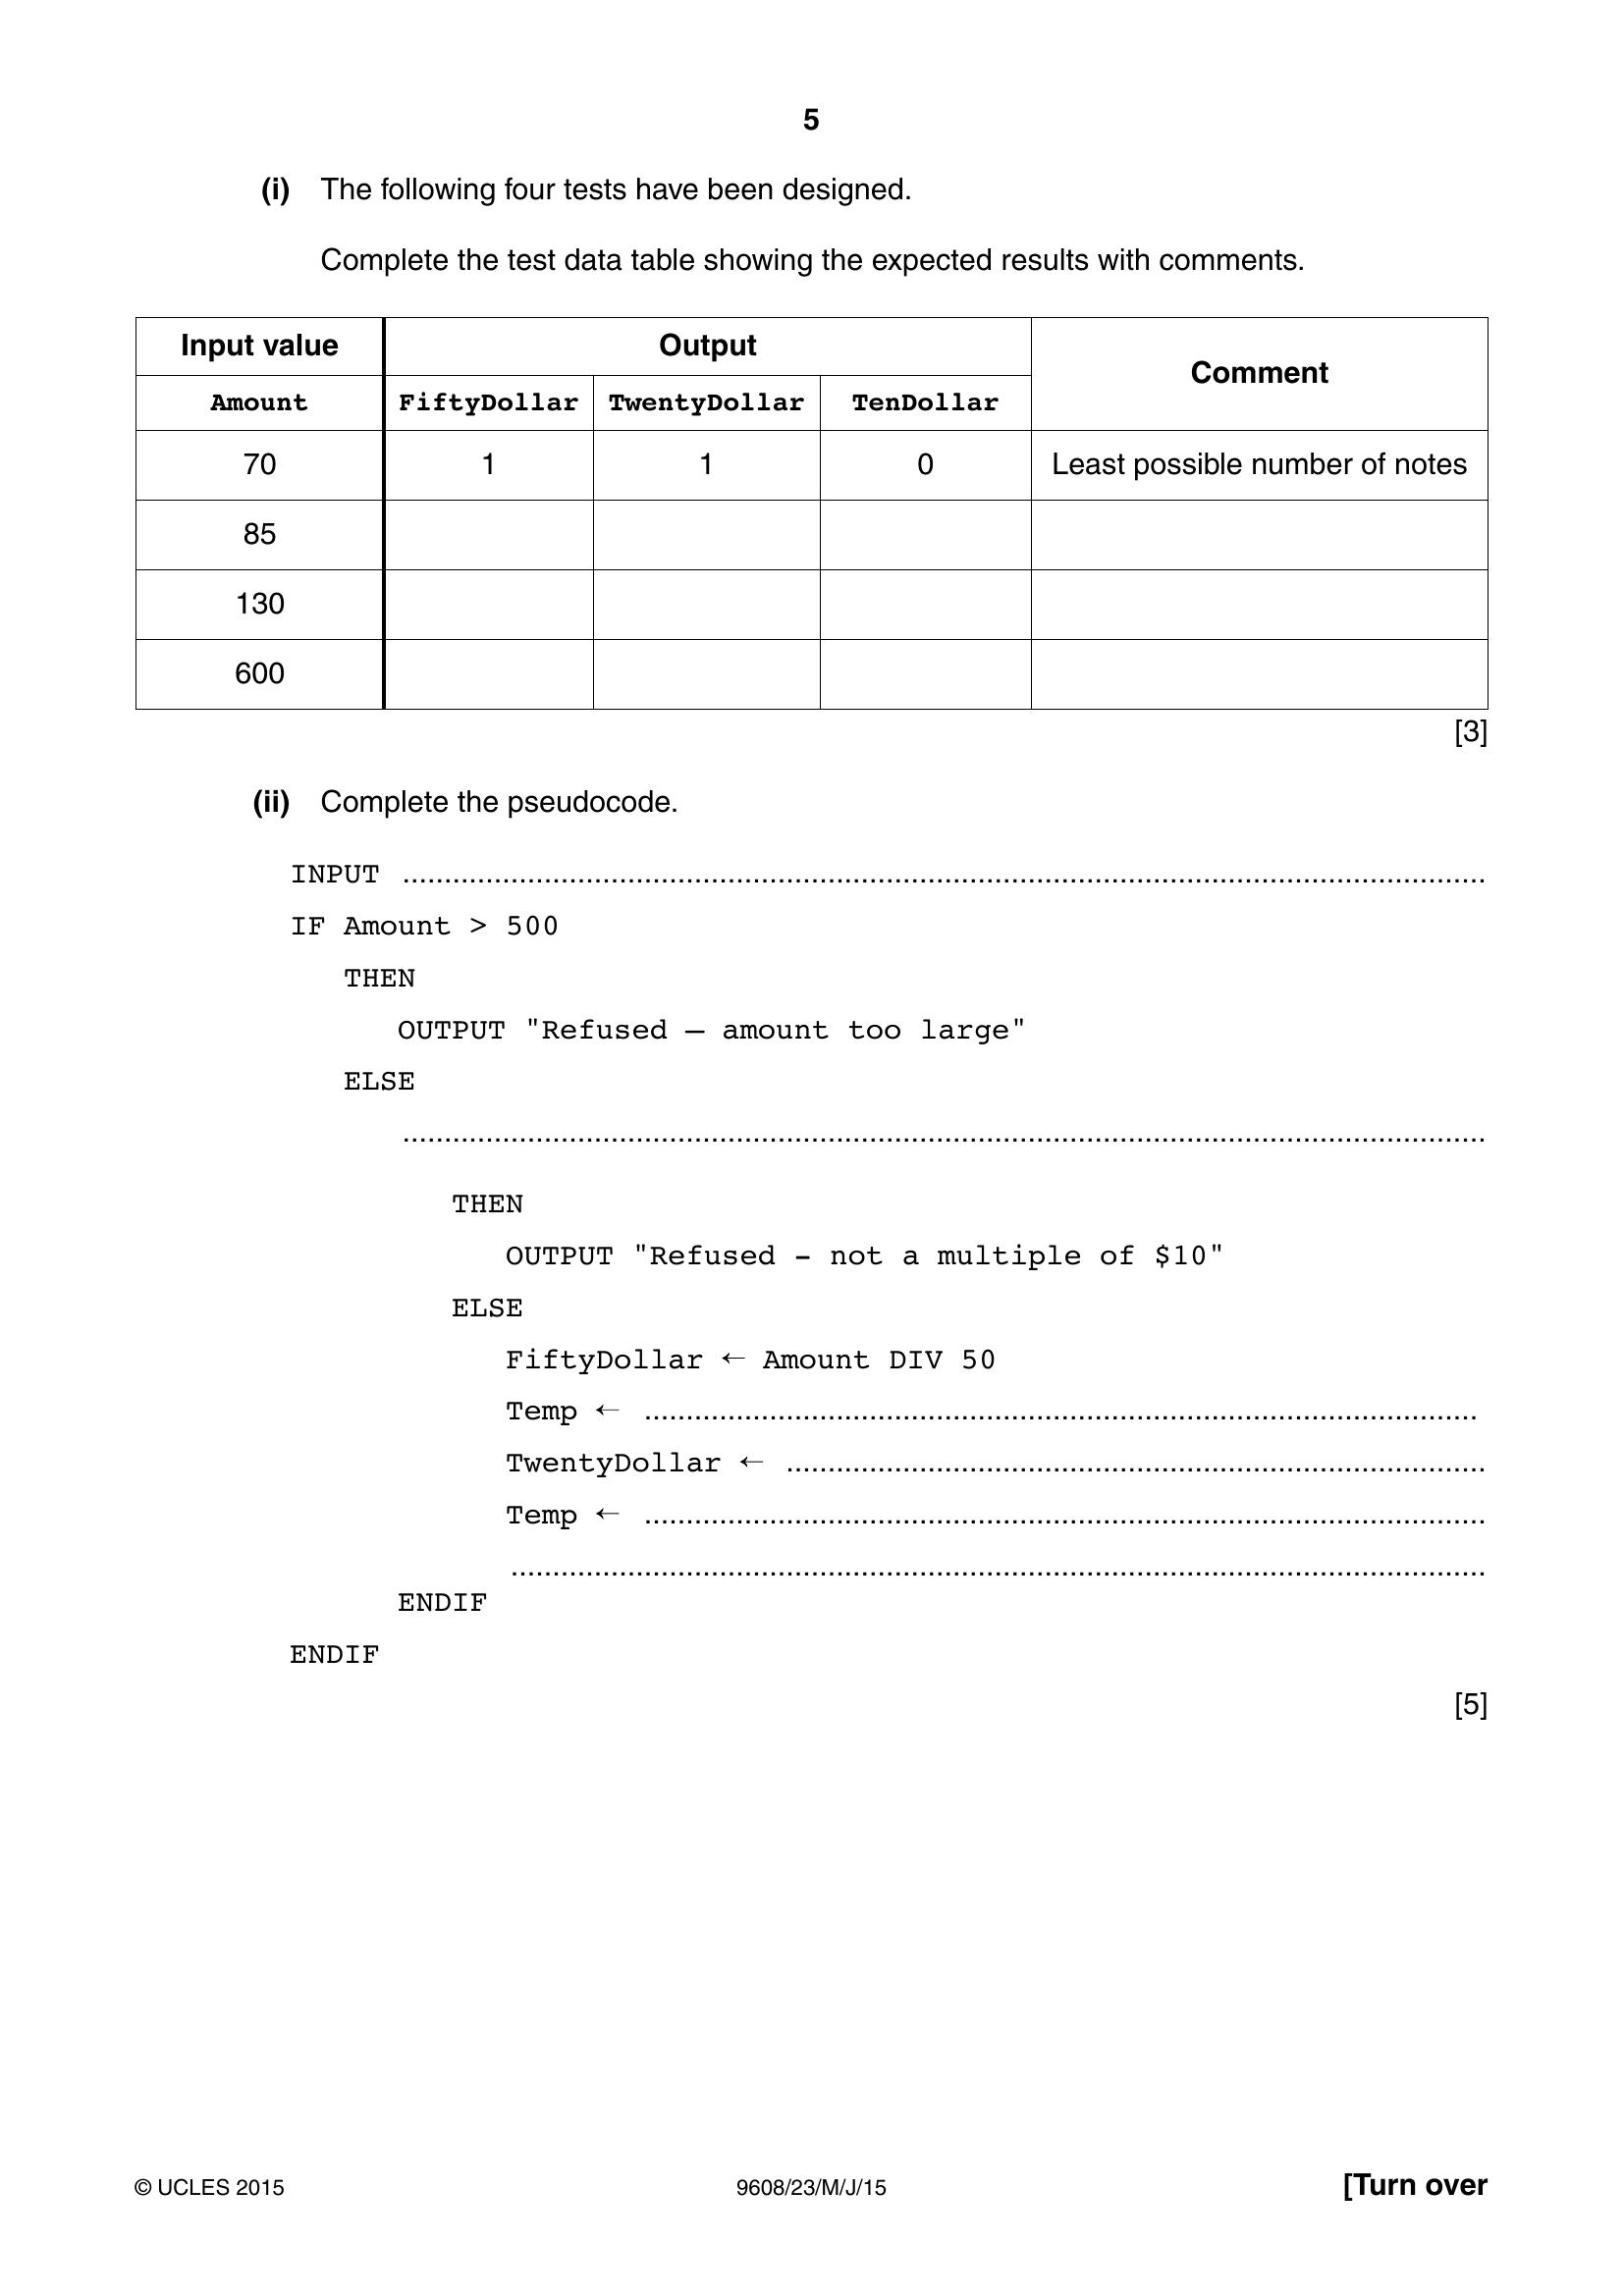 5
(i) The following four tests have been designed.
Complete the test data table showing the expected results with comments.
Input value Output Comment
Amount FiftyDollar TwentyDollar TenDollar
70 1 1 0 Least possible number of notes
85
130
600
[3]
(ii) Complete the pseudocode.
INPUT ........................................................................
IF Amount > 500
THEN
OUTPUT "Refused – amount too large"
ELSE
........................................................................
THEN
OUTPUT "Refused - not a multiple of $10"
ELSE
FiftyDollar ← Amount DIV 50
Temp ← ........................................................................
TwentyDollar ← ........................................................................
Temp ← ........................................................................
........................................................................
ENDIF
ENDIF
[5]
© UCLES 2015 9608/23/M/J/15 [Turn over